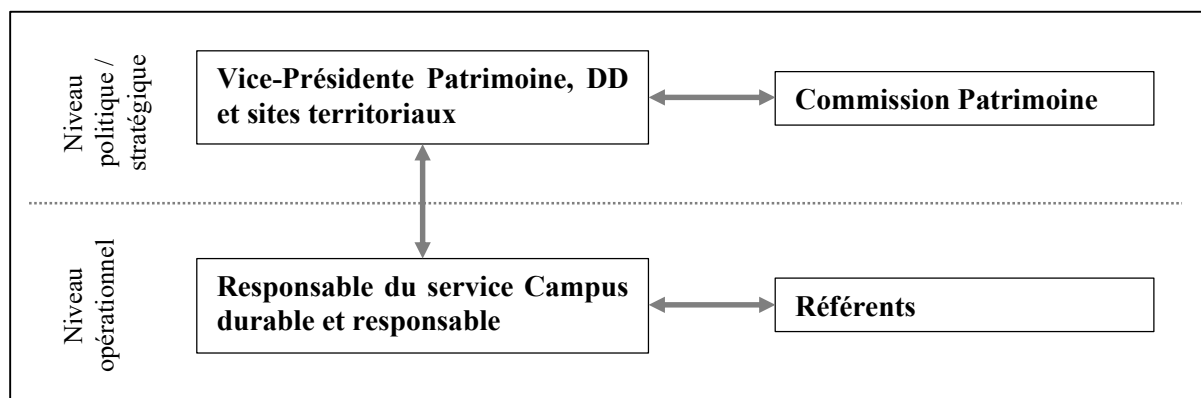 Niveau
politique /
stratégique
Vice-Présidente Patrimoine, DD
et sites territoriaux
Commission Patrimoine
Niveau
opérationnel
Responsable du service Campus
durable et responsable
Référents